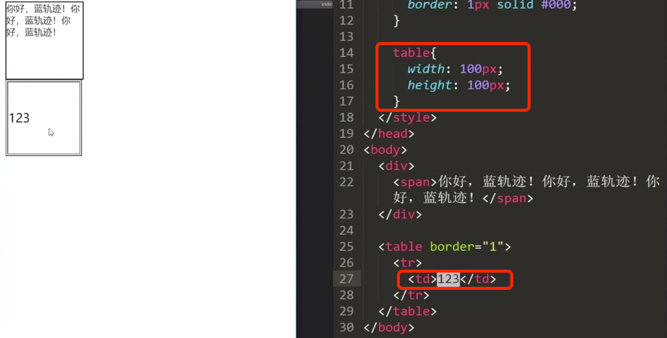 你好，蓝轨迹！你
好，蓝轨迹！你
好，蓝轨迹！
123
11 border: 1px solid #000;
12 }
13
14 table{
15 width: 100px;
16 height: 100px;
17 }
18 </style>
19 </head>
20 <body>
21 <div>
22 <span>你好，蓝轨迹！你好，蓝轨迹！你
好，蓝轨迹！</span>
23 </div>
24
25 <table border="1">
26 <tr>
27 <td>123</td>
28 </tr>
29 </table>
30 </body>